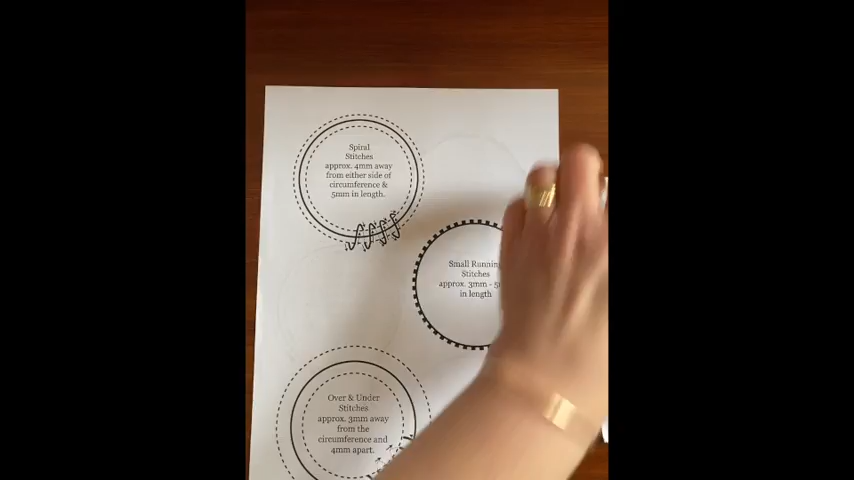 Spiral
Stitches
approx. 4mm away
from either side of
circumference &
5mm in length.
Small Running
Stitches
approx. 3mm - 5
in length
Over & Under
Stitches
approx. 3mm away
from the
circumference and
4mm apart.